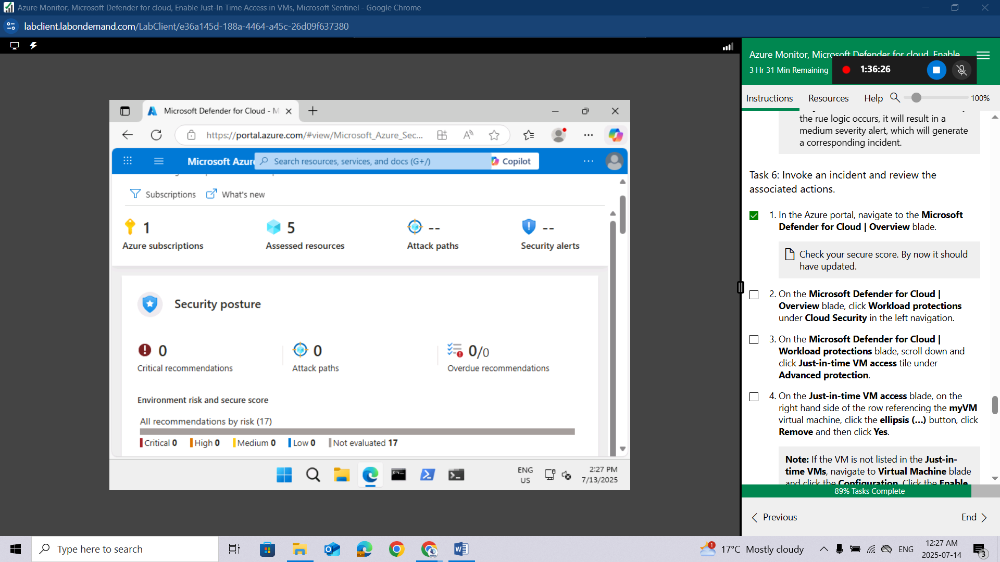 Azure Monitor, Microsoft Defender for cloud, Enable Just-In Time Access in VMs, Microsoft Sentinel - Google Chrome
labclient.labondemand.com/LabClient/e36a145d-188a-4464-a45c-26d09f637380
Azure Monitor, Microsoft Defender for cloud, Enable
3 Hr 31 Min Remaining
1:36:26
Instructions
Resources
Help
100%
Microsoft Defender for Cloud - M
https://portal.azure.com/#view/Microsoft_Azure_Sec...
Microsoft Azure
Search resources, services, and docs (G+/)
Copilot
Subscriptions
What's new
1
Azure subscriptions
5
Assessed resources
--
Attack paths
--
Security alerts
Security posture
0
Critical recommendations
0
Attack paths
0/0
Overdue recommendations
Environment risk and secure score
All recommendations by risk (17)
Critical 0
High 0
Medium 0
Low 0
Not evaluated 17
ENG
US
2:27 PM
7/13/2025
the rue logic occurs, it will result in a
medium severity alert, which will generate
a corresponding incident.
Task 6: Invoke an incident and review the
associated actions.
1. In the Azure portal, navigate to the Microsoft
Defender for Cloud | Overview blade.
Check your secure score. By now it should
have updated.
2. On the Microsoft Defender for Cloud |
Overview blade, click Workload protections
under Cloud Security in the left navigation.
3. On the Microsoft Defender for Cloud |
Workload protections blade, scroll down and
click Just-in-time VM access tile under
Advanced protection.
4. On the Just-in-time VM access blade, on the
right hand side of the row referencing the myVM
virtual machine, click the ellipsis (...) button, click
Remove and then click Yes.
Note: If the VM is not listed in the Just-in-
time VMs, navigate to Virtual Machine blade
and click the Configuration. Click the Enable
89% Tasks Complete
Previous
End
Type here to search
1
17°C Mostly cloudy
ENG
12:27 AM
2025-07-14
3